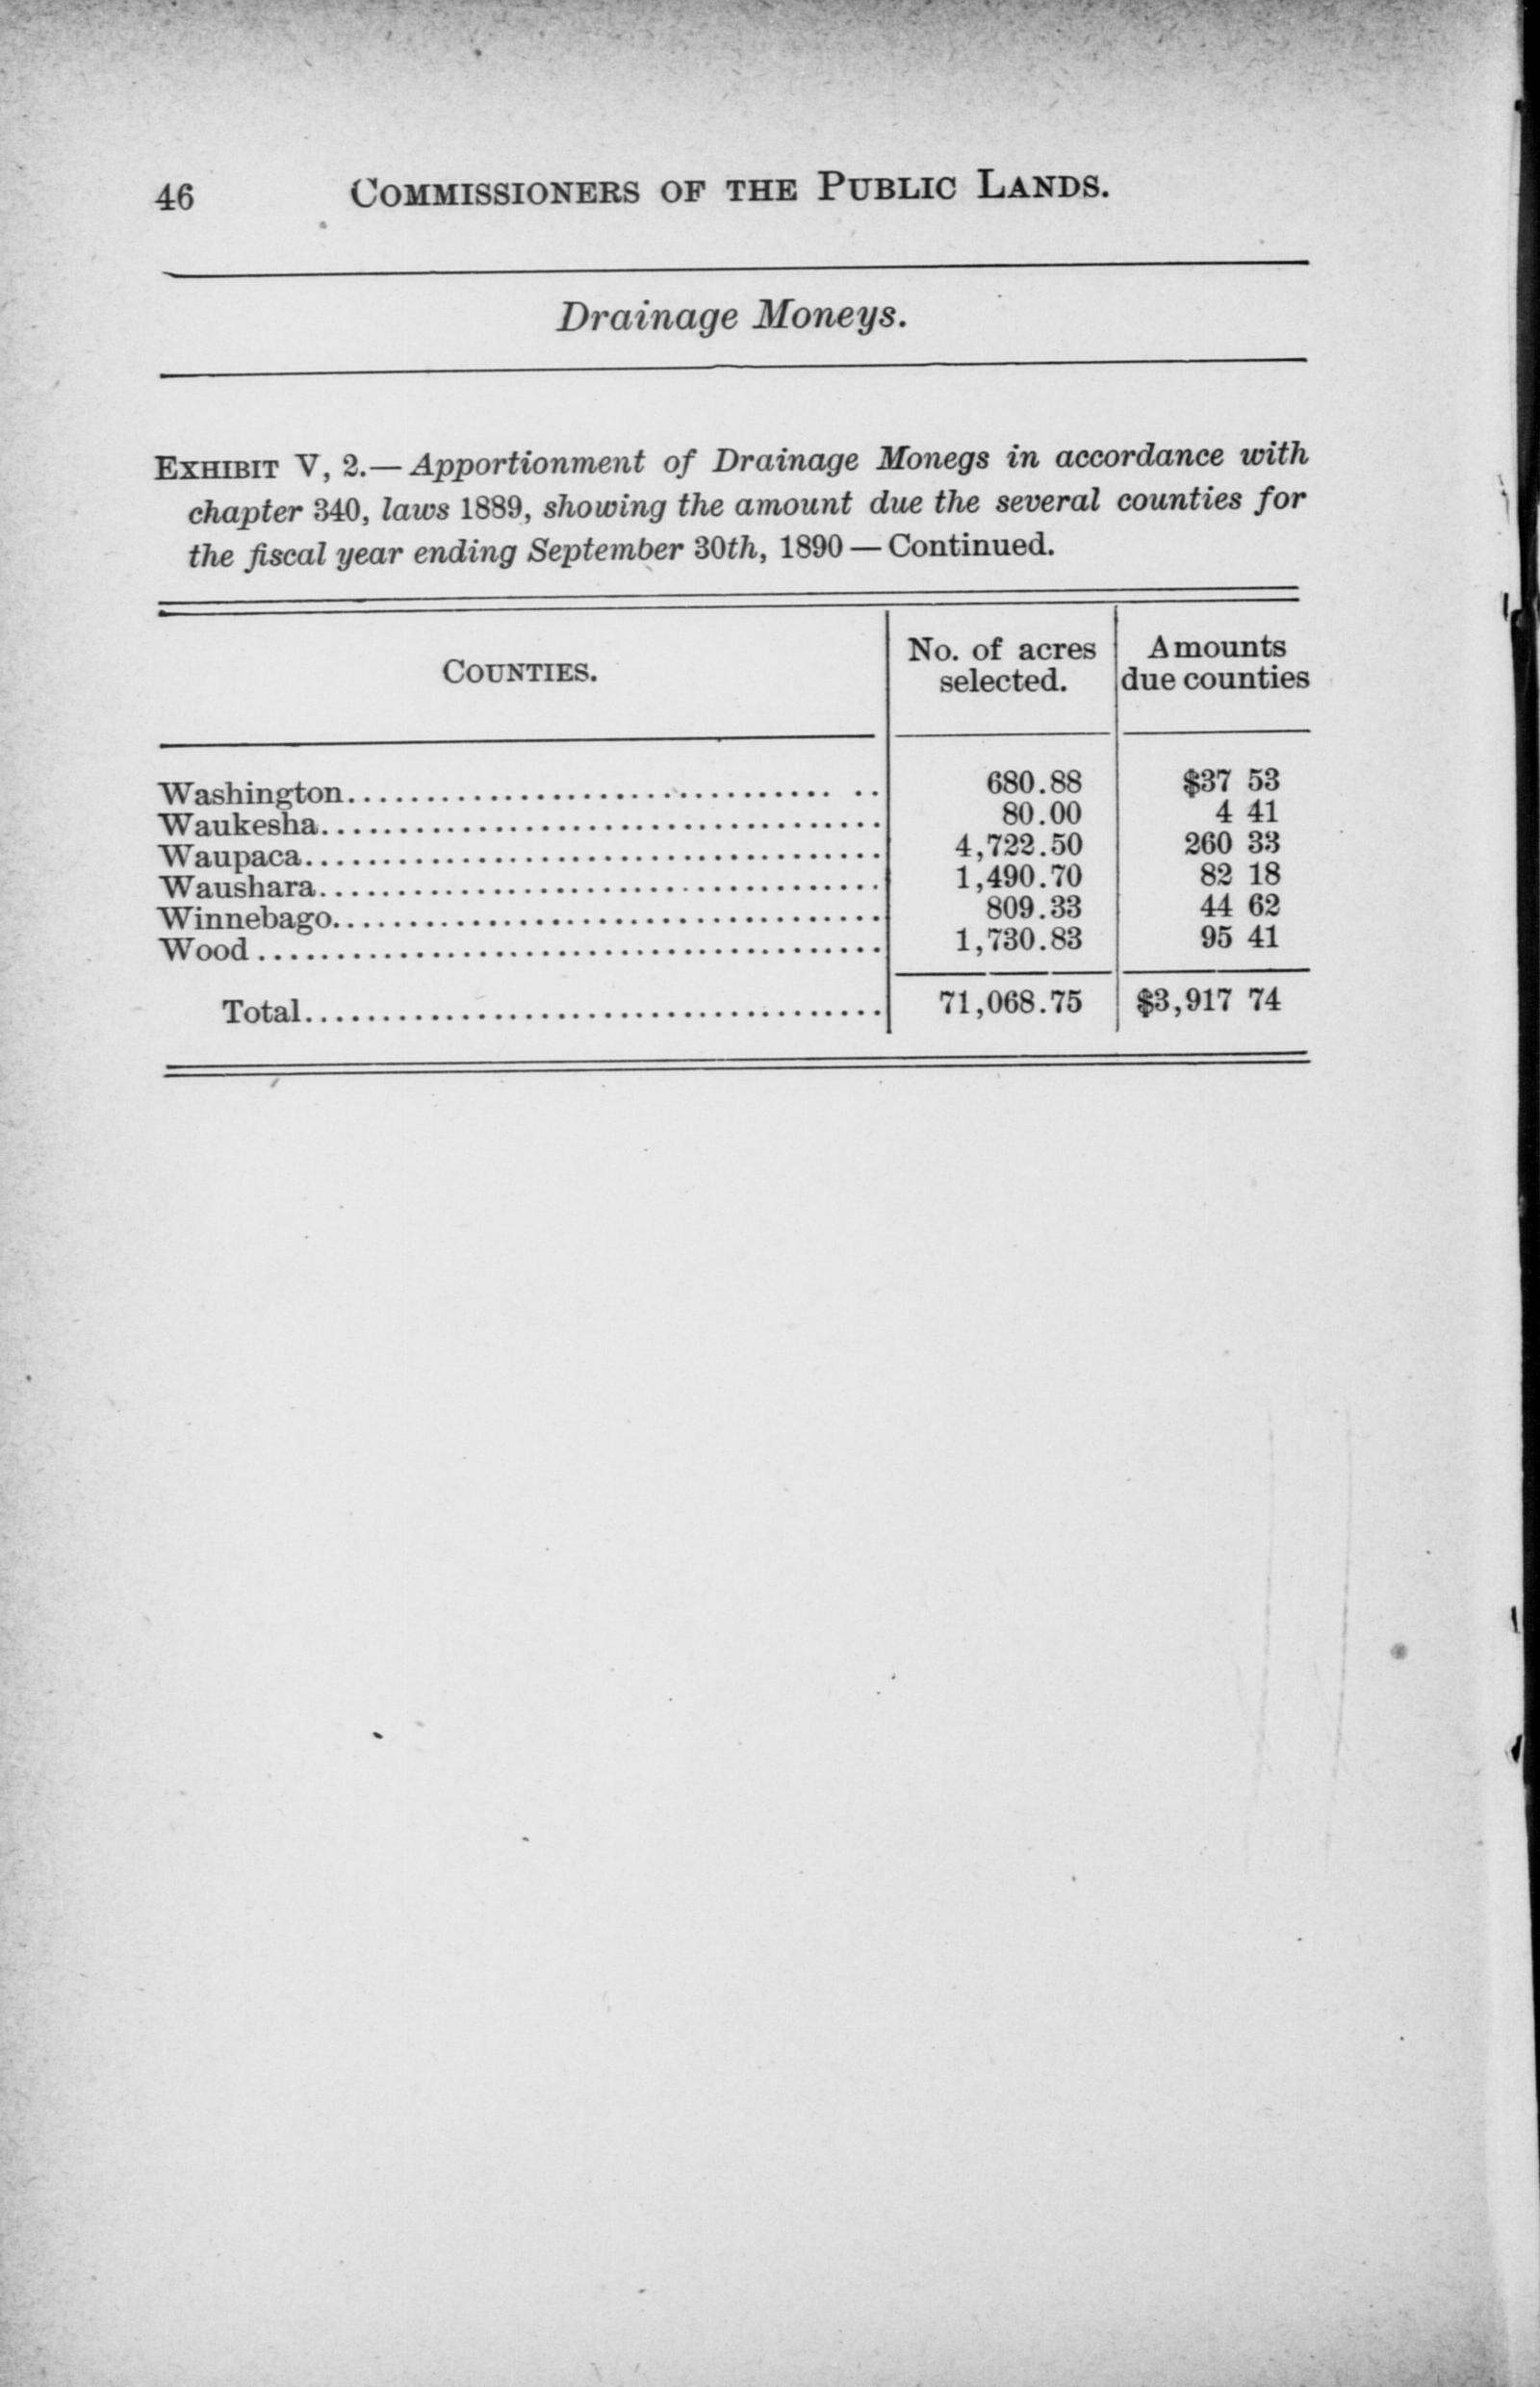 46 COMMISSIONERS OF THE PUBLIC LANDS.
Drainage Moneys.
EXHIBIT V, 2.— Apportionment of Drainage Monegs in accordance with
chapter 340, laws 1889, showing the amount due the several counties for
the fiscal year ending September 30th, 1890 — Continued.
COUNTIES. No. of acres selected. Amounts due counties
Washington 680.88 $37 53
Waukesha 80.00 4 41
Waupaca 4,722.50 260 33
Waushara 1,490.70 82 18
Winnebago 809.33 44 62
Wood 1,730.83 95 41
Total 71,068.75 $3,917 74